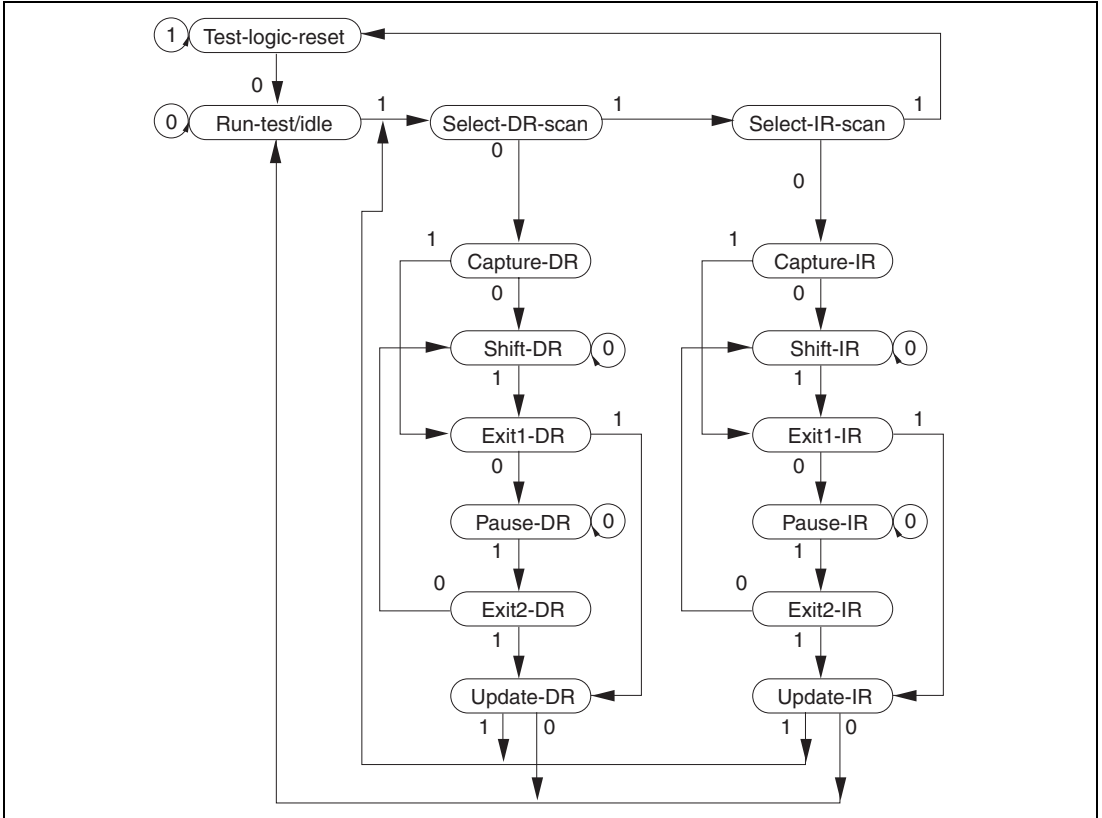 1 Test-logic-reset
0
0 Run-test/idle 1 Select-DR-scan 1 Select-IR-scan 1
0 0
1 Capture-DR 1 Capture-IR
0 0
Shift-DR 0 Shift-IR 0
1 1
Exit1-DR 1 Exit1-IR 1
0 0
Pause-DR 0 Pause-IR 0
1 1
0 Exit2-DR 0 Exit2-IR
1 1
Update-DR Update-IR
1 0 1 0